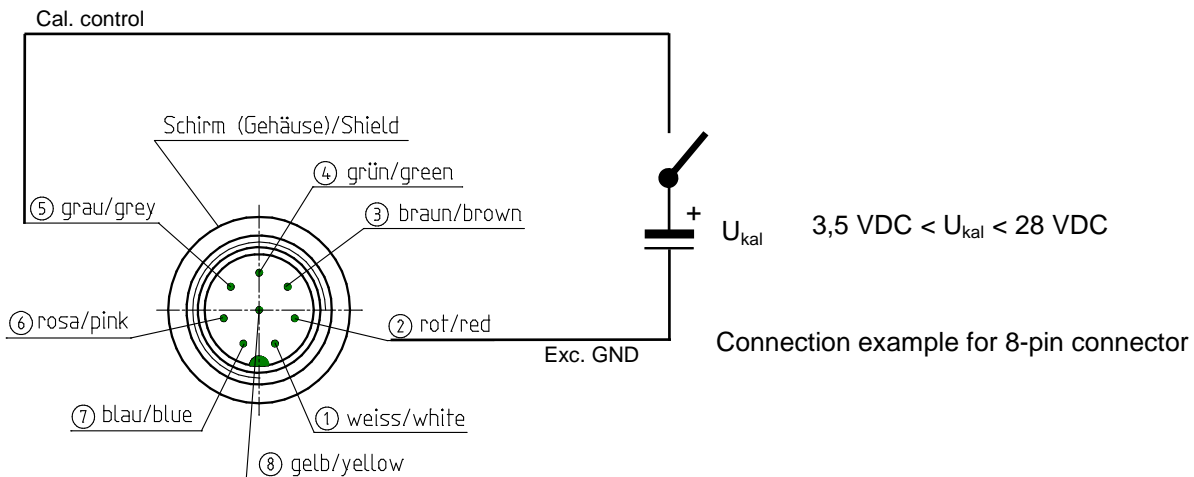 Cal. control
Schirm (Gehäuse)/Shield
④ grün/green
⑤ grau/grey
③ braun/brown
+
U_kal
3,5 VDC < U_kal < 28 VDC
⑥ rosa/pink
② rot/red
Exc. GND
Connection example for 8-pin connector
⑦ blau/blue
① weiss/white
⑧ gelb/yellow